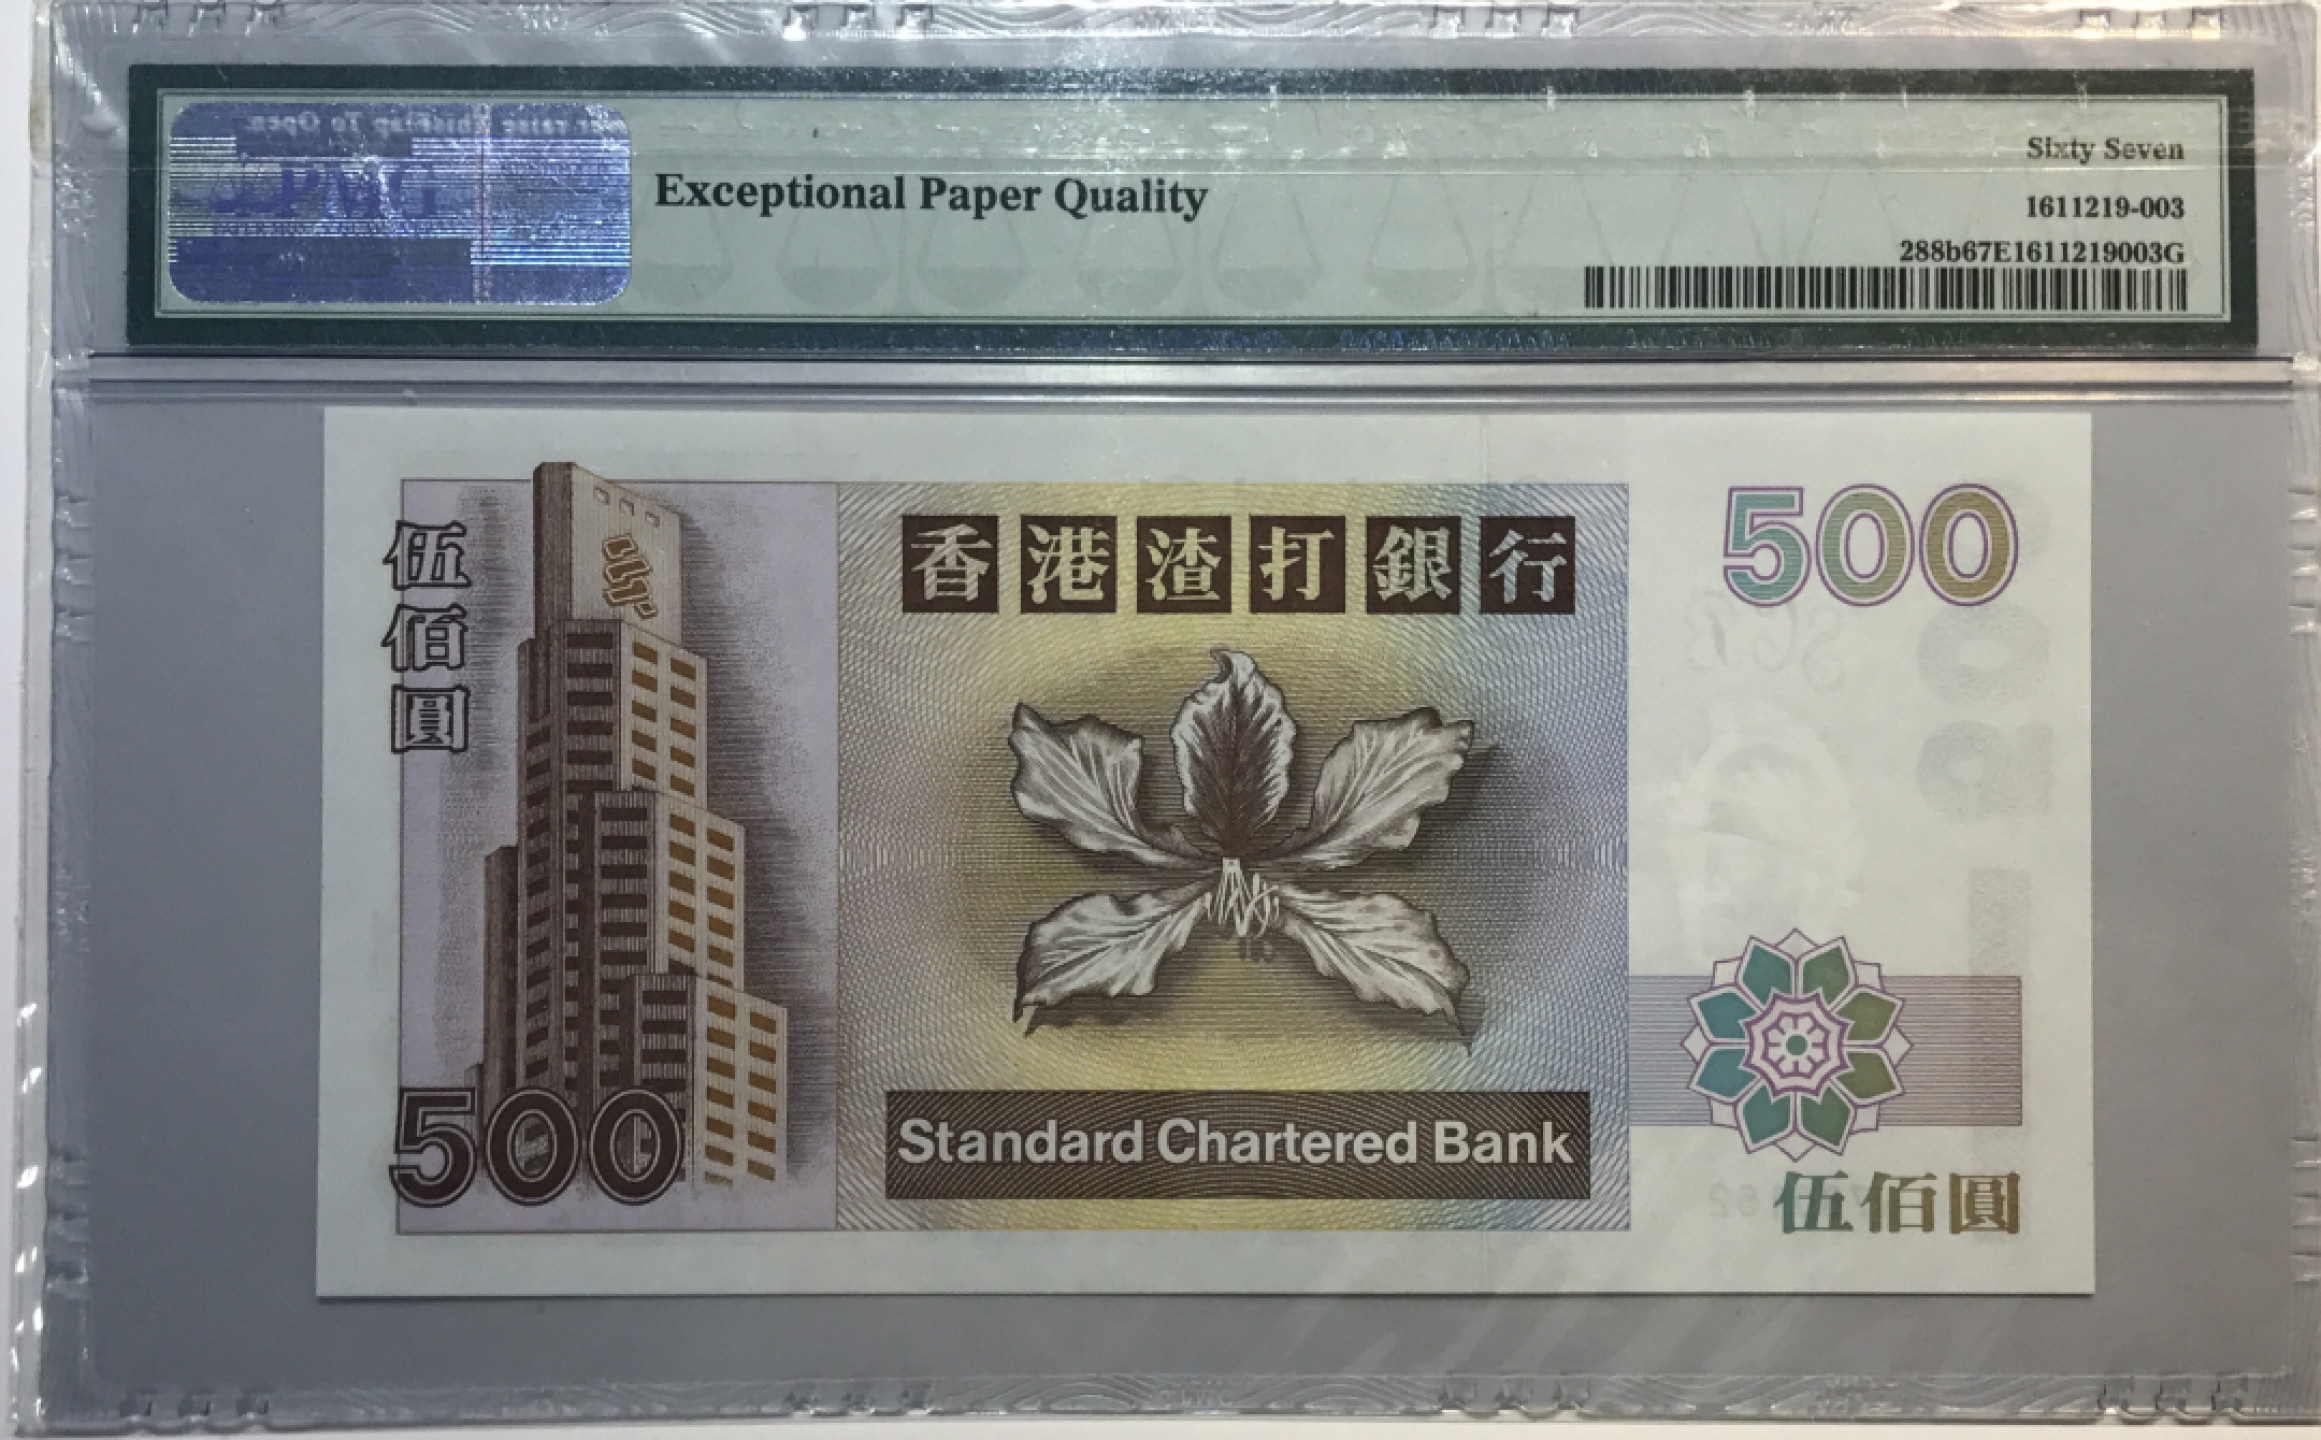 PMG
Exceptional Paper Quality
Sixty Seven
1611219-003
288b67E1611219003G
伍佰圓
香港渣打銀行
500
500
Standard Chartered Bank
伍佰圓